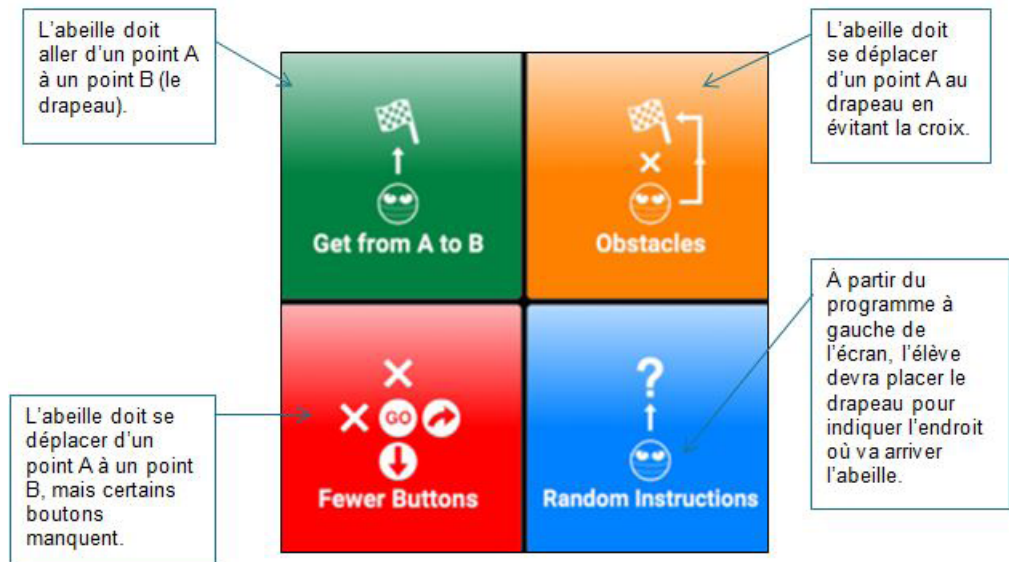 L'abeille doit
aller d'un point A
à un point B (le
drapeau).
L'abeille doit
se déplacer
d'un point A au
drapeau en
évitant la croix.
Get from A to B
Obstacles
À partir du
programme à
gauche de
l'écran, l'élève
devra placer le
drapeau pour
indiquer l'endroit
où va arriver
l'abeille.
L'abeille doit se
déplacer d'un
point A à un point
B, mais certains
boutons
manquent.
?
GO
Fewer Buttons
Random Instructions